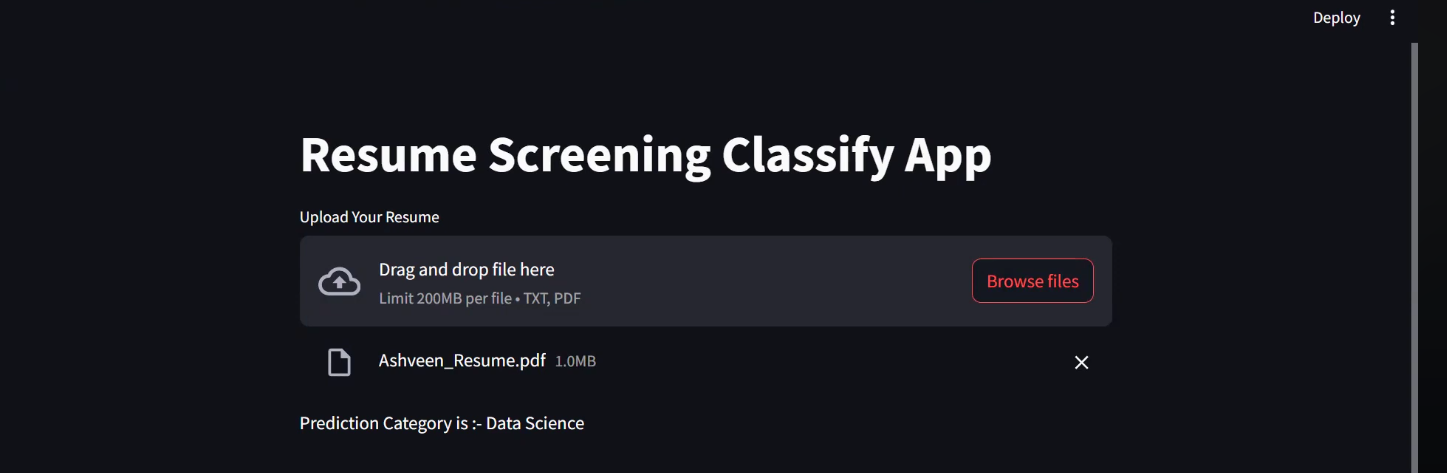 Deploy
Resume Screening Classify App
Upload Your Resume
Drag and drop file here
Browse files
Limit 200MB per file • TXT, PDF
Ashveen_Resume.pdf 1.0MB
Prediction Category is :- Data Science